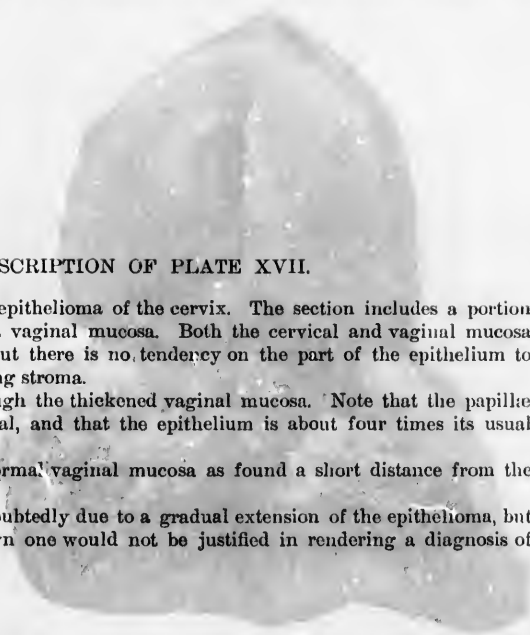 SCRIPTION OF PLATE XVII.
epithelioma of the cervix. The section includes a portion
vaginal mucosa. Both the cervical and vaginal mucosa
ut there is no tendency on the part of the epithelium to
ng stroma.
gh the thickened vaginal mucosa. Note that the papillæ
al, and that the epithelium is about four times its usual
rmal vaginal mucosa as found a short distance from the
ubtedly due to a gradual extension of the epithelioma, but
n one would not be justified in rendering a diagnosis of